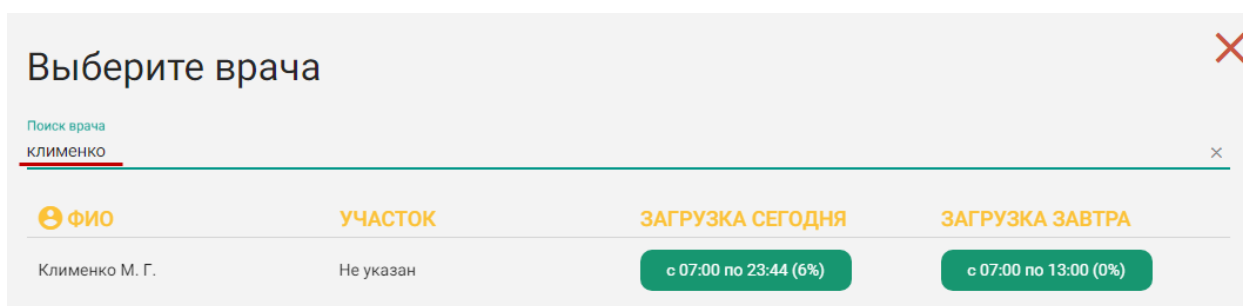 Выберите врача
Поиск врача
клименко
ФИО УЧАСТОК ЗАГРУЗКА СЕГОДНЯ ЗАГРУЗКА ЗАВТРА
Клименко М. Г. Не указан с 07:00 по 23:44 (6%) с 07:00 по 13:00 (0%)